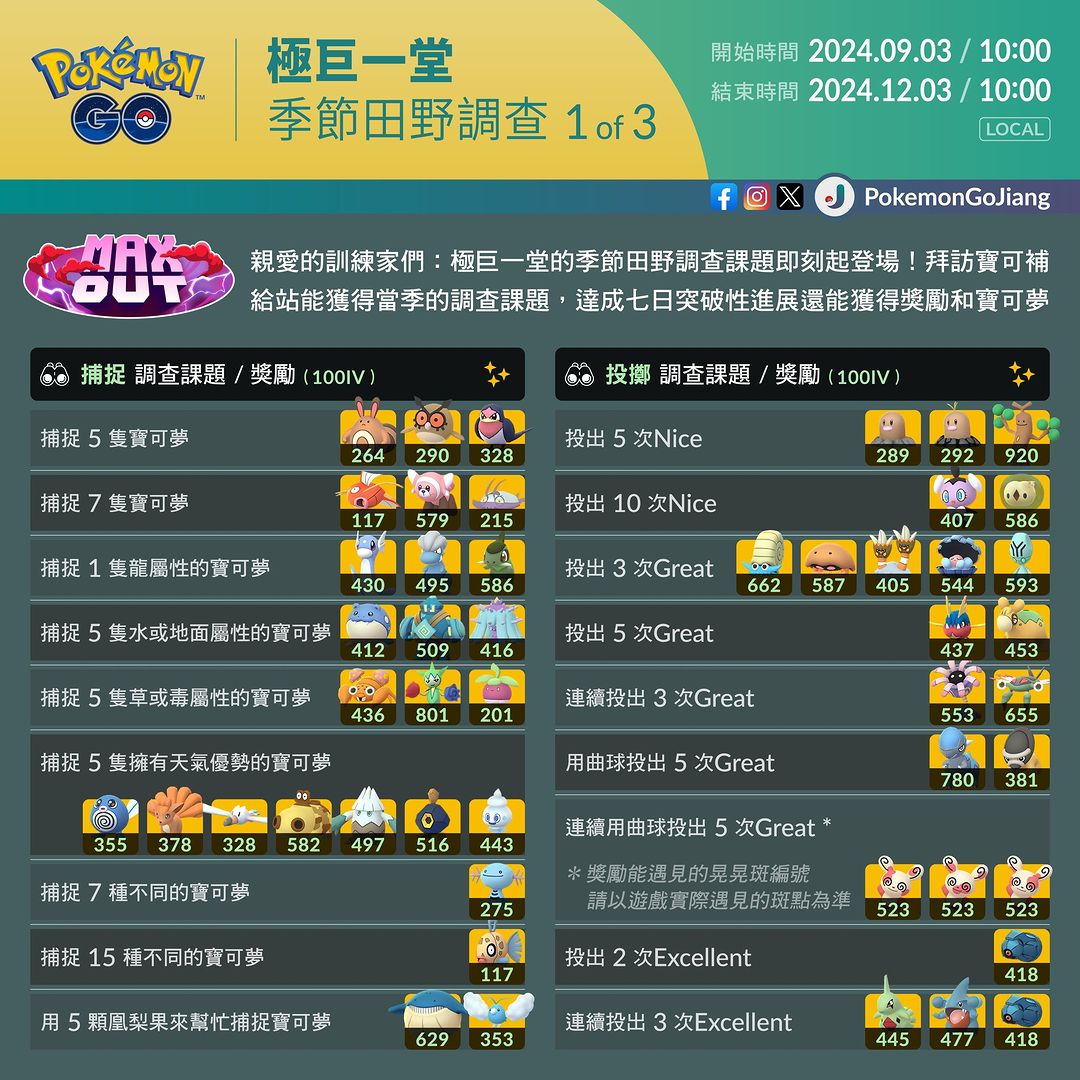 POKÉMON GO
TM
極巨一堂
季節田野調查 1 of 3
開始時間 2024.09.03 / 10:00
結束時間 2024.12.03 / 10:00
LOCAL
PokemonGoJiang
MAX OUT
親愛的訓練家們：極巨一堂的季節田野調查課題即刻起登場！拜訪寶可補
給站能獲得當季的調查課題，達成七日突破性進展還能獲得獎勵和寶可夢
捕捉 調查課題 / 獎勵 ( 100IV )
捕捉 5 隻寶可夢
264 290 328
捕捉 7 隻寶可夢
117 579 215
捕捉 1 隻龍屬性的寶可夢
430 495 586
捕捉 5 隻水或地面屬性的寶可夢
412 509 416
捕捉 5 隻草或毒屬性的寶可夢
436 801 201
捕捉 5 隻擁有天氣優勢的寶可夢
355 378 328 582 497 516 443
捕捉 7 種不同的寶可夢
275
捕捉 15 種不同的寶可夢
117
用 5 顆凰梨果來幫忙捕捉寶可夢
629 353
投擲 調查課題 / 獎勵 ( 100IV )
投出 5 次Nice
289 292 920
投出 10 次Nice
407 586
投出 3 次Great
662 587 405 544 593
投出 5 次Great
437 453
連續投出 3 次Great
553 655
用曲球投出 5 次Great
780 381
連續用曲球投出 5 次Great *
＊獎勵能遇見的晃晃斑編號
請以遊戲實際遇見的斑點為準
523 523 523
投出 2 次Excellent
418
連續投出 3 次Excellent
445 477 418